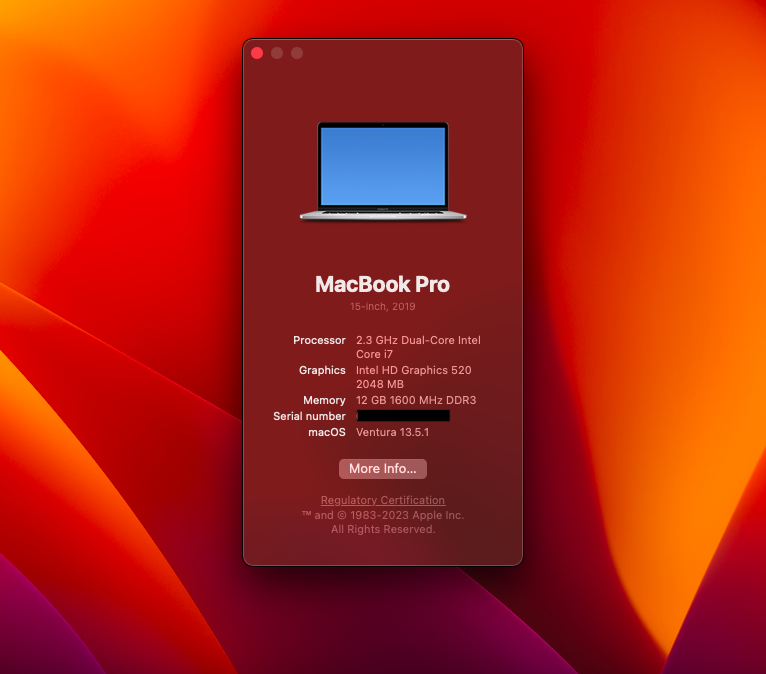 MacBook Pro
15-inch, 2019
Processor 2.3 GHz Dual-Core Intel
Core i7
Graphics Intel HD Graphics 520
2048 MB
Memory 12 GB 1600 MHz DDR3
Serial number
macOS Ventura 13.5.1
More Info...
Regulatory Certification
™ and © 1983-2023 Apple Inc.
All Rights Reserved.